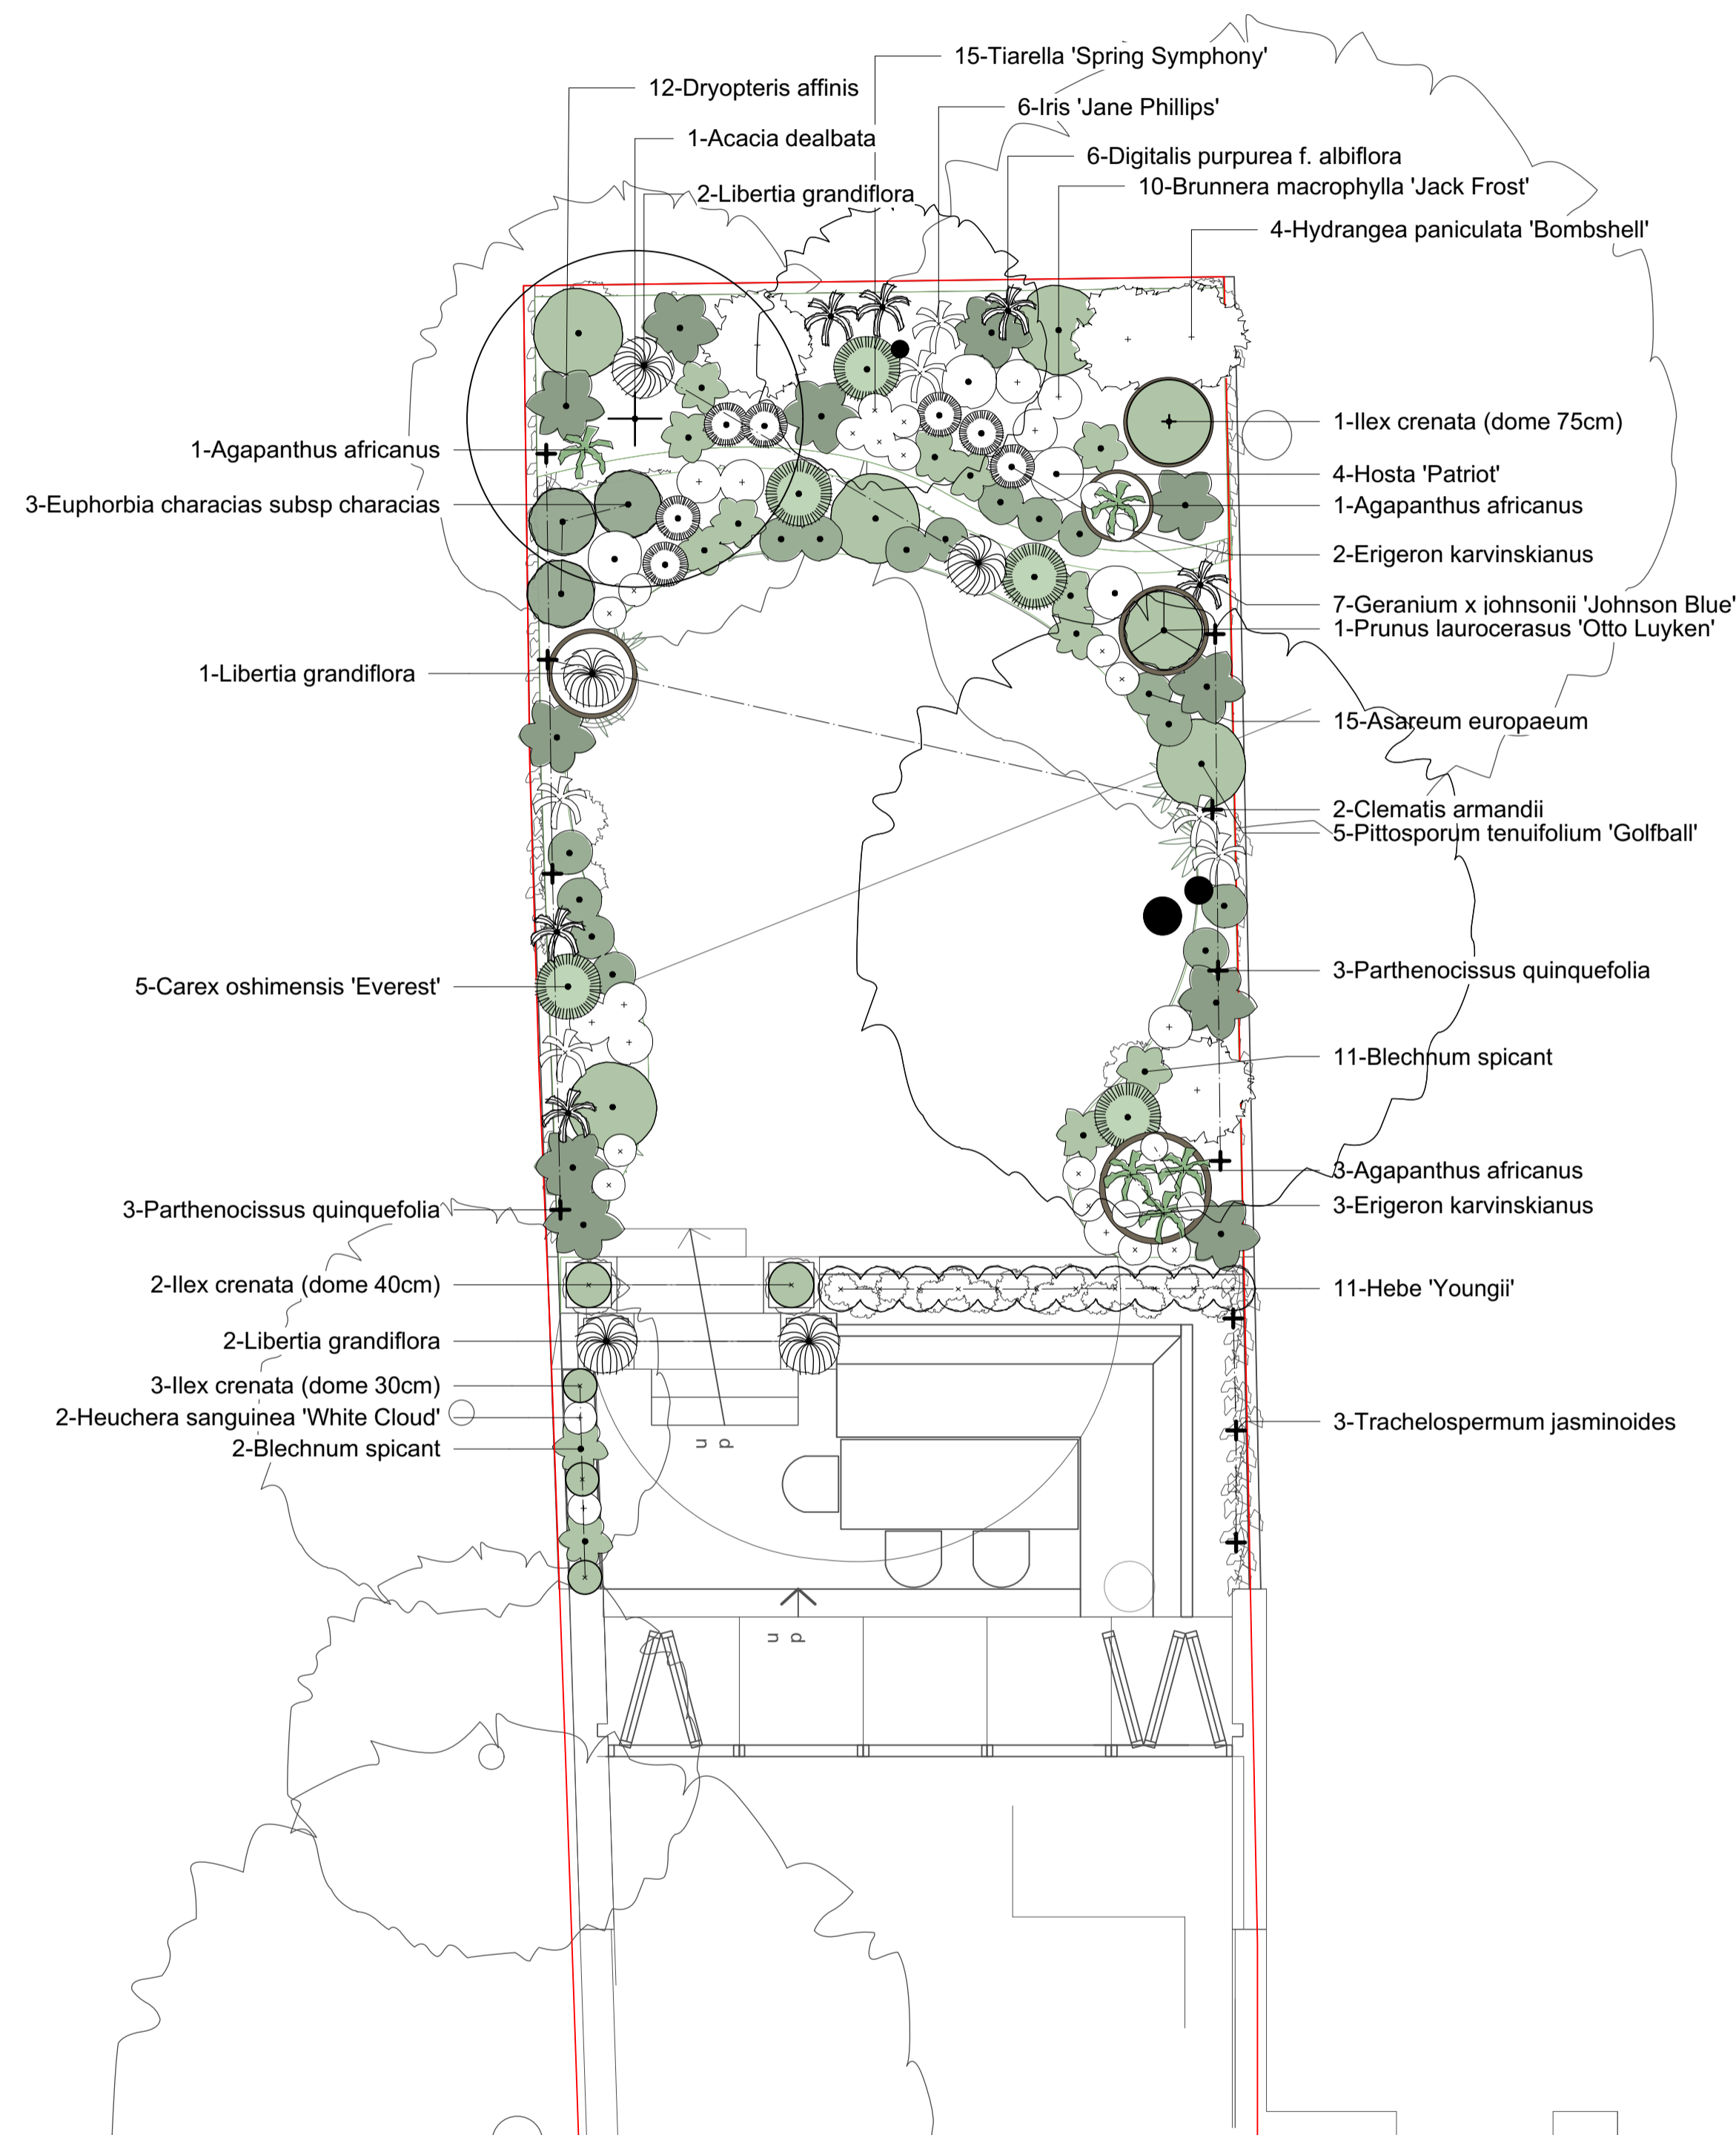 15-Tiarella 'Spring Symphony'
12-Dryopteris affinis
6-Iris 'Jane Phillips'
1-Acacia dealbata
6-Digitalis purpurea f. albiflora
10-Brunnera macrophylla 'Jack Frost'
2-Libertia grandiflora
4-Hydrangea paniculata 'Bombshell'
1-Ilex crenata (dome 75cm)
1-Agapanthus africanus
4-Hosta 'Patriot'
3-Euphorbia characias subsp characias
1-Agapanthus africanus
2-Erigeron karvinskianus
7-Geranium x johnsonii 'Johnson Blue'
1-Prunus laurocerasus 'Otto Luyken'
1-Libertia grandiflora
15-Asareum europaeum
2-Clematis armandii
5-Pittosporum tenuifolium 'Golfball'
3-Parthenocissus quinquefolia
5-Carex oshimensis 'Everest'
11-Blechnum spicant
3-Agapanthus africanus
3-Erigeron karvinskianus
3-Parthenocissus quinquefolia
2-Ilex crenata (dome 40cm)
11-Hebe 'Youngii'
2-Libertia grandiflora
3-Ilex crenata (dome 30cm)
2-Heuchera sanguinea 'White Cloud'
3-Trachelospermum jasminoides
2-Blechnum spicant
up
up